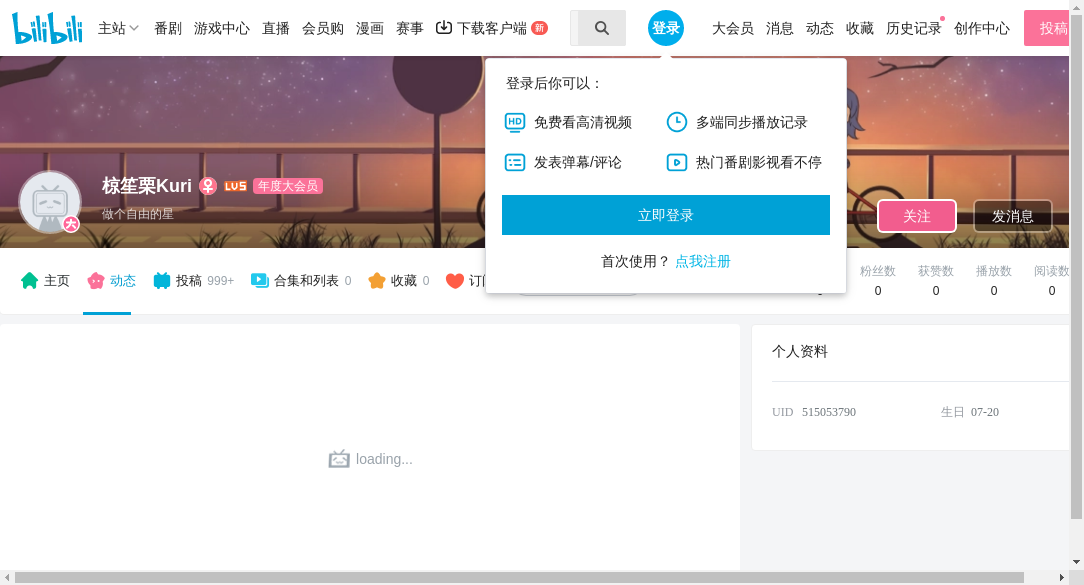 bilibili 主站 番剧 游戏中心 直播 会员购 漫画 赛事 下载客户端 新 登录 大会员 消息 动态 收藏 历史记录 创作中心 投稿
登录后你可以：
免费看高清视频 多端同步播放记录
发表弹幕/评论 热门番剧影视看不停
立即登录
首次使用？ 点我注册
椋笙栗Kuri LV5 年度大会员
做个自由的星
大
关注 发消息
主页 动态 投稿 999+ 合集和列表 0 收藏 0
粉丝数 获赞数 播放数 阅读数
0 0 0 0
个人资料
UID 515053790 生日 07-20
loading...